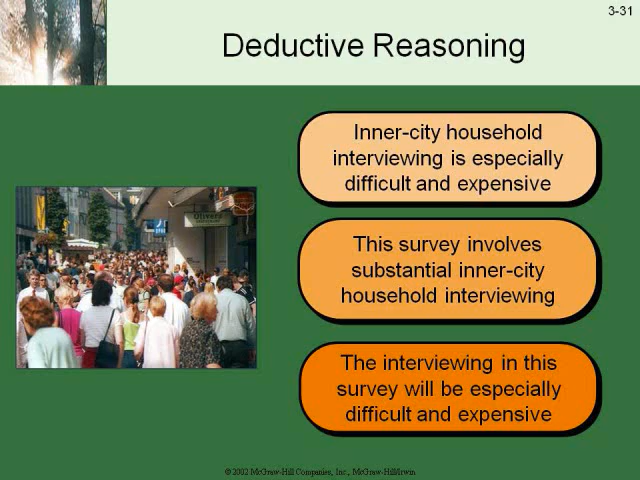 3-31
Deductive Reasoning
Inner-city household
interviewing is especially
difficult and expensive
This survey involves
substantial inner-city
household interviewing
The interviewing in this
survey will be especially
difficult and expensive
Olivers
© 2002 McGraw-Hill Companies, Inc., McGraw-Hill/Irwin